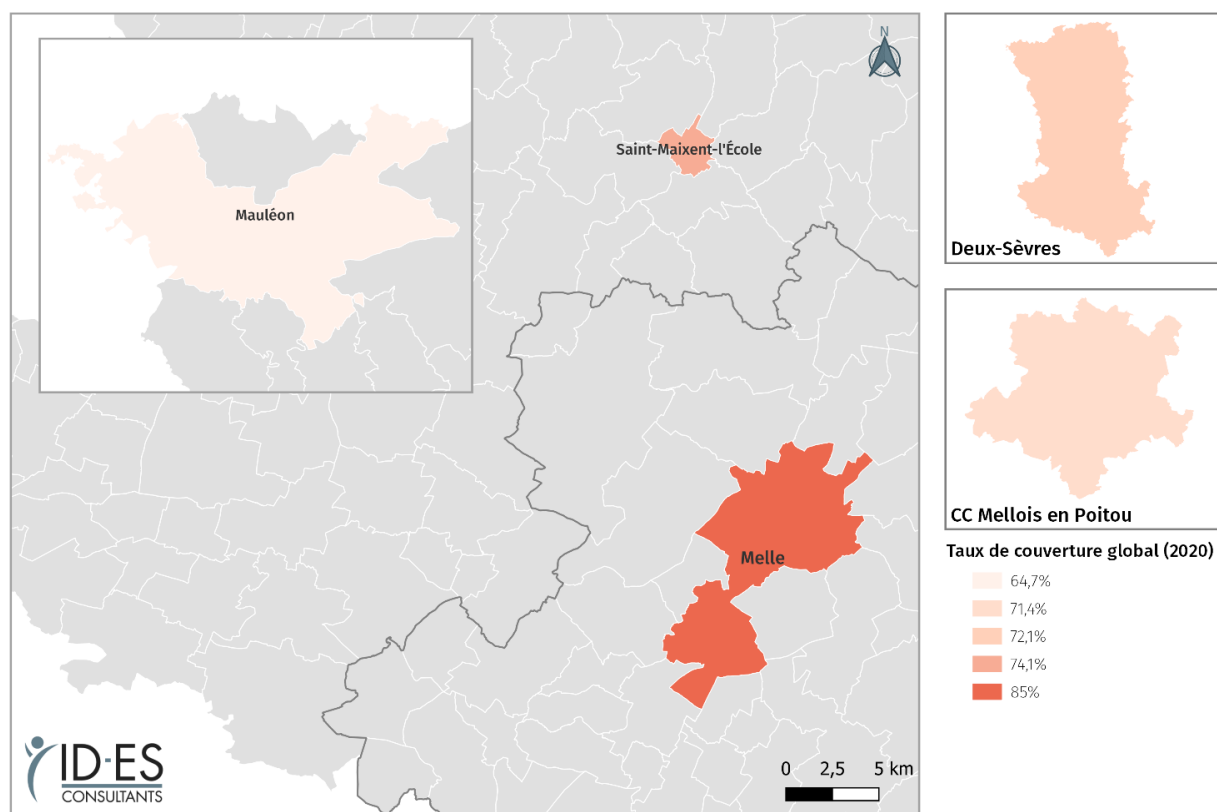 N
Saint-Maixent-l'École
Mauléon
Melle
Deux-Sèvres
CC Mellois en Poitou
Taux de couverture global (2020)
64,7%
71,4%
72,1%
74,1%
85%
0 2,5 5 km
ID-ES
CONSULTANTS